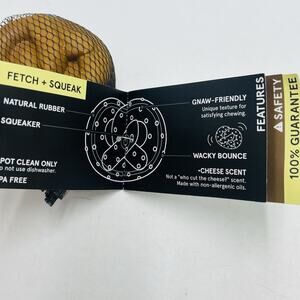 FETCH + SQUEAK
NATURAL RUBBER
SQUEAKER
POT CLEAN ONLY
o not use dishwasher.
PA FREE
GNAW-FRIENDLY
Unique texture for
satisfying chewing.
WACKY BOUNCE
-CHEESE SCENT
Not a "who cut the cheese?" scent.
Made with non-allergenic oils.
FEATURES
SAFETY
100% GUARANTEE